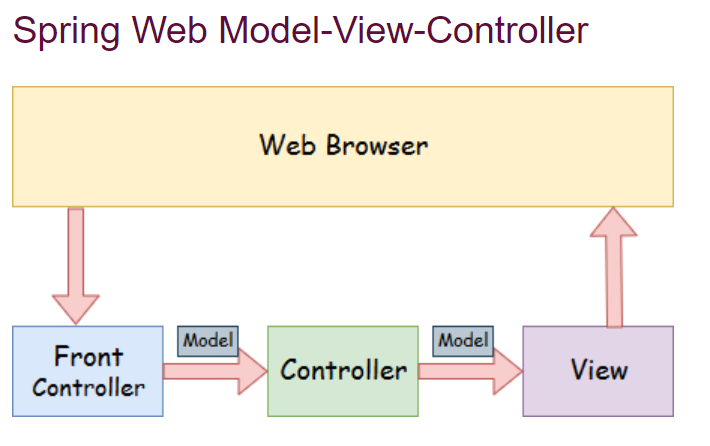 Spring Web Model-View-Controller
Web Browser
Front
Controller
Model
Controller
Model
View